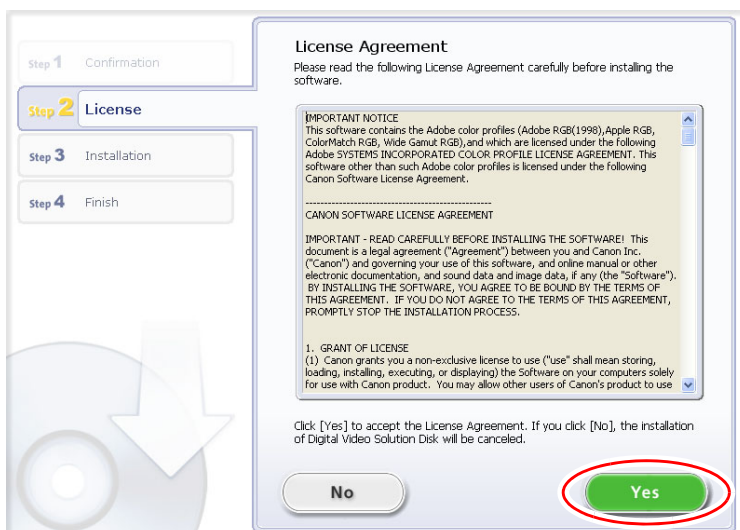 Step 1 Confirmation
Step 2 License
Step 3 Installation
Step 4 Finish
License Agreement
Please read the following License Agreement carefully before installing the
software.
IMPORTANT NOTICE
This software contains the Adobe color profiles (Adobe RGB(1998),Apple RGB,
ColorMatch RGB, Wide Gamut RGB),and which are licensed under the following
Adobe SYSTEMS INCORPORATED COLOR PROFILE LICENSE AGREEMENT. This
software other than such Adobe color profiles is licensed under the following
Canon Software License Agreement.
--------------------------------------------------
CANON SOFTWARE LICENSE AGREEMENT
IMPORTANT - READ CAREFULLY BEFORE INSTALLING THE SOFTWARE! This
document is a legal agreement ("Agreement") between you and Canon Inc.
("Canon") and governing your use of this software, and online manual or other
electronic documentation, and sound data and image data, if any (the "Software").
BY INSTALLING THE SOFTWARE, YOU AGREE TO BE BOUND BY THE TERMS OF
THIS AGREEMENT. IF YOU DO NOT AGREE TO THE TERMS OF THIS AGREEMENT,
PROMPTLY STOP THE INSTALLATION PROCESS.
1. GRANT OF LICENSE
(1) Canon grants you a non-exclusive license to use ("use" shall mean storing,
loading, installing, executing, or displaying) the Software on your computers solely
for use with Canon product. You may allow other users of Canon's product to use
Click [Yes] to accept the License Agreement. If you click [No], the installation
of Digital Video Solution Disk will be canceled.
No
Yes